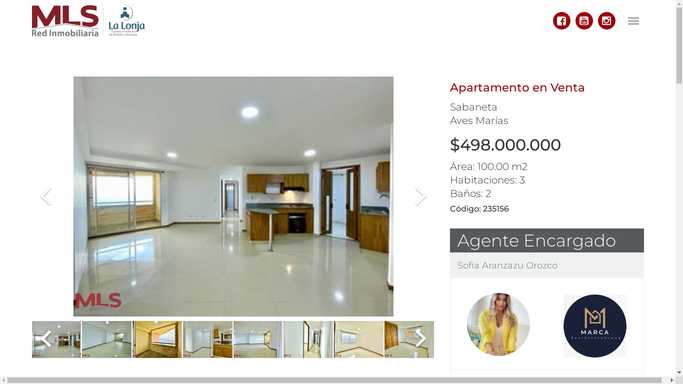 MLS
Red Inmobiliaria
La Lonja
Apartamento en Venta
Sabaneta
Aves Marías
$498.000.000
Área: 100.00 m2
Habitaciones: 3
Baños: 2
Código: 235156
Agente Encargado
Sofia Aranzazu Orozco
MLS
MARCA